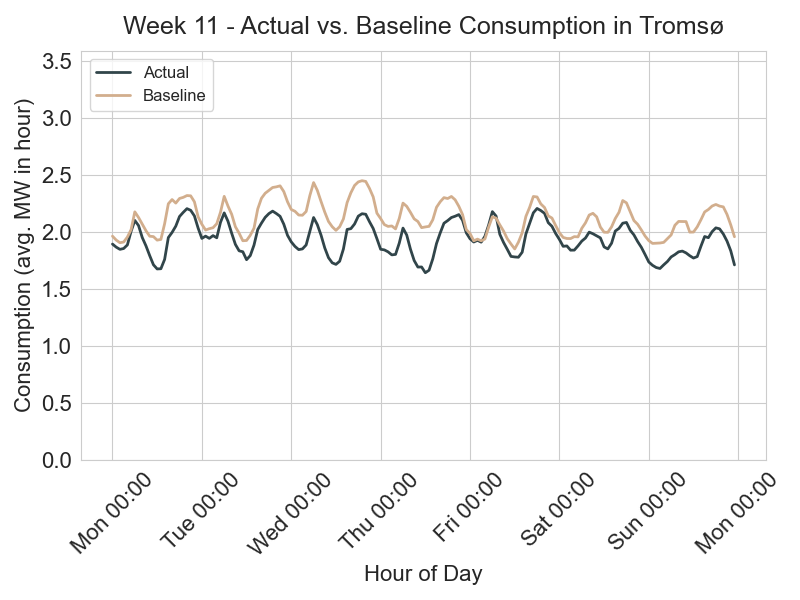 Week 11 - Actual vs. Baseline Consumption in Tromsø
Actual
Baseline
Consumption (avg. MW in hour)
3.5
3.0
2.5
2.0
1.5
1.0
0.5
0.0
Mon 00:00
Tue 00:00
Wed 00:00
Thu 00:00
Fri 00:00
Sat 00:00
Sun 00:00
Mon 00:00
Hour of Day